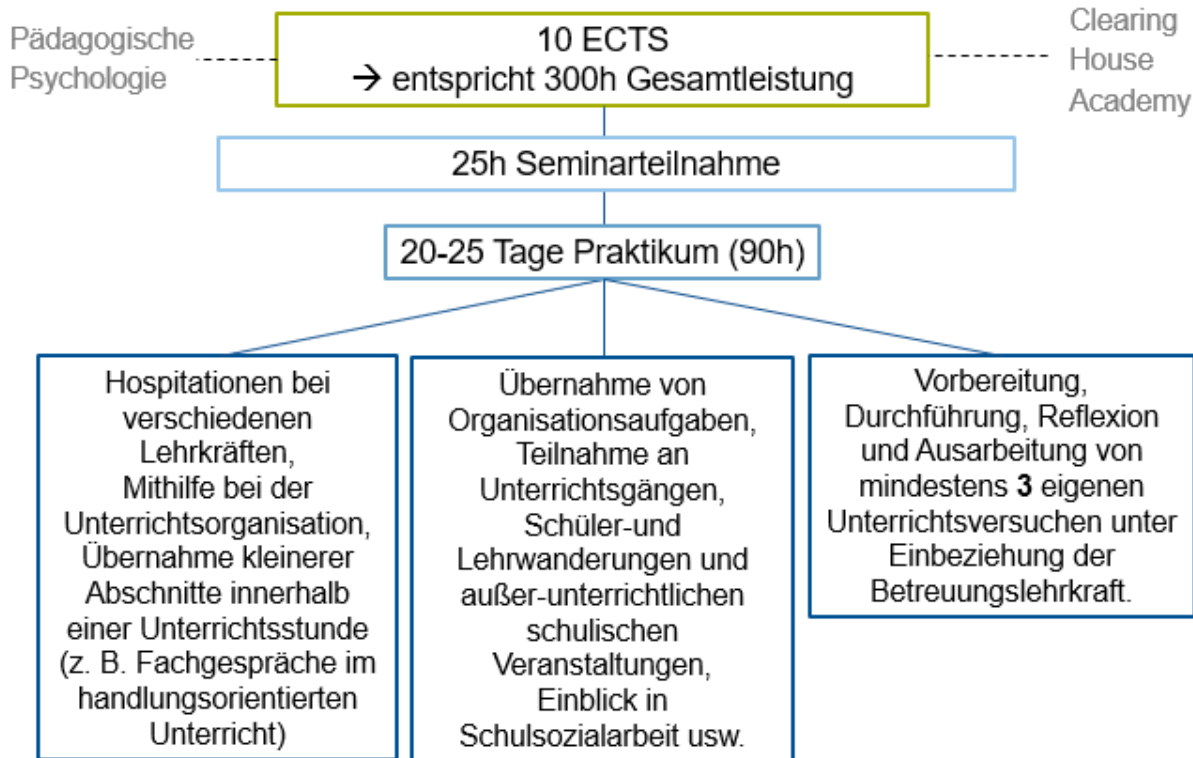 Pädagogische
Psychologie
10 ECTS
→ entspricht 300h Gesamtleistung
Clearing
House
Academy
25h Seminarteilnahme
20-25 Tage Praktikum (90h)
Hospitationen bei
verschiedenen
Lehrkräften,
Mithilfe bei der
Unterrichtsorganisation,
Übernahme kleinerer
Abschnitte innerhalb
einer Unterrichtsstunde
(z. B. Fachgespräche im
handlungsorientierten
Unterricht)
Übernahme von
Organisationsaufgaben,
Teilnahme an
Unterrichtsgängen,
Schüler-und
Lehrwanderungen und
außer-unterrichtlichen
schulischen
Veranstaltungen,
Einblick in
Schulsozialarbeit usw.
Vorbereitung,
Durchführung, Reflexion
und Ausarbeitung von
mindestens 3 eigenen
Unterrichtsversuchen unter
Einbeziehung der
Betreuungslehrkraft.